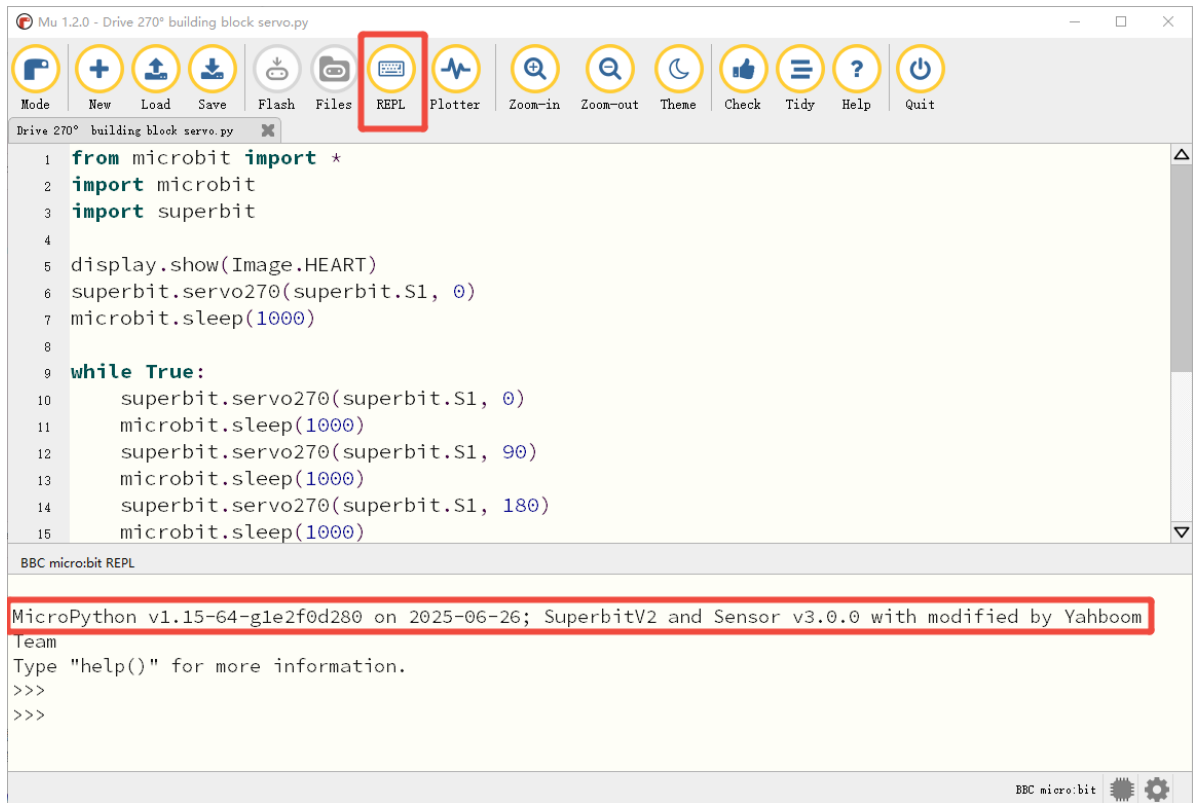 Mu 1.2.0 - Drive 270° building block servo.py
Mode New Load Save Flash Files REPL Plotter Zoom-in Zoom-out Theme Check Tidy Help Quit
Drive 270° building block servo.py
1 from microbit import *
2 import microbit
3 import superbit
4
5 display.show(Image.HEART)
6 superbit.servo270(superbit.S1, 0)
7 microbit.sleep(1000)
8
9 while True:
10 superbit.servo270(superbit.S1, 0)
11 microbit.sleep(1000)
12 superbit.servo270(superbit.S1, 90)
13 microbit.sleep(1000)
14 superbit.servo270(superbit.S1, 180)
15 microbit.sleep(1000)
BBC micro:bit REPL
MicroPython v1.15-64-g1e2f0d280 on 2025-06-26; SuperbitV2 and Sensor v3.0.0 with modified by Yahboom
Team
Type "help()" for more information.
>>>
>>>
BBC micro:bit